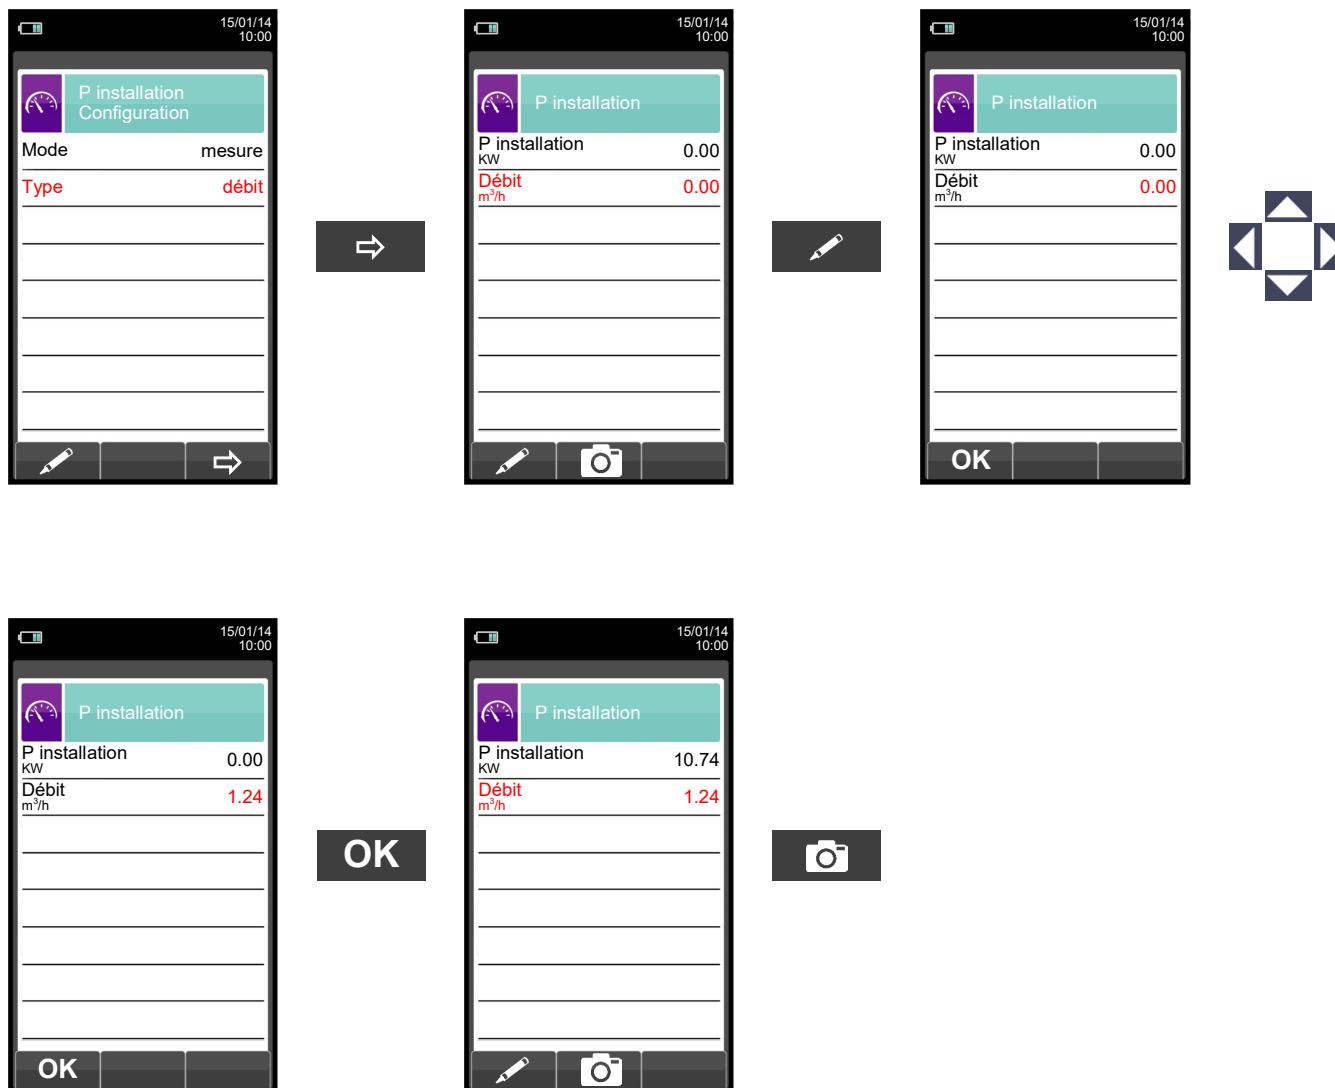 15/01/14
10:00
P installation
Configuration
Mode mesure
Type débit
15/01/14
10:00
P installation
P installation
KW 0.00
Débit
m³/h 0.00
15/01/14
10:00
P installation
P installation
KW 0.00
Débit
m³/h 0.00
OK
15/01/14
10:00
P installation
P installation
KW 0.00
Débit
m³/h 1.24
OK
OK
15/01/14
10:00
P installation
P installation
KW 10.74
Débit
m³/h 1.24